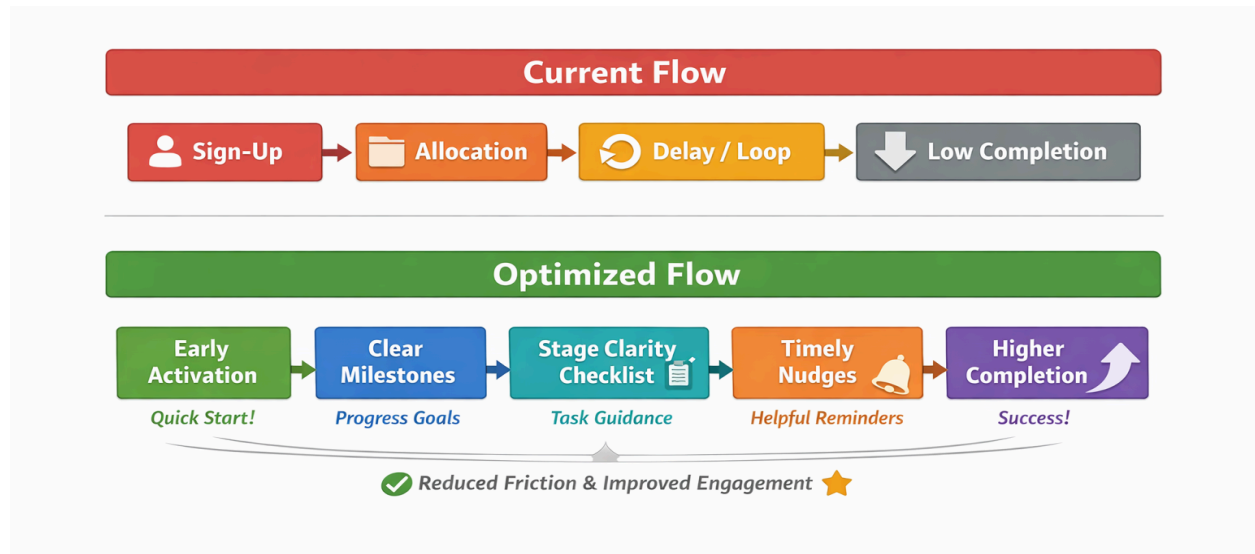 Current Flow
Sign-Up
Allocation
Delay / Loop
Low Completion
Optimized Flow
Early
Activation
Clear
Milestones
Stage Clarity
Checklist
Timely
Nudges
Higher
Completion
Quick Start!
Progress Goals
Task Guidance
Helpful Reminders
Success!
Reduced Friction & Improved Engagement